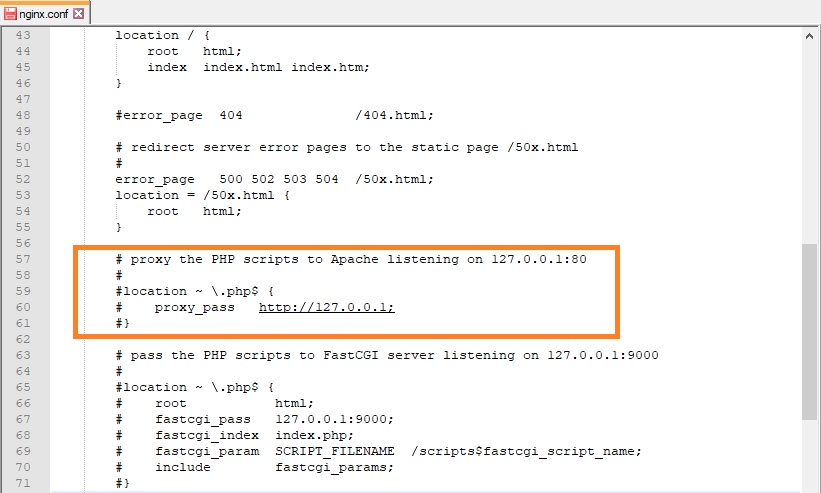 nginx.conf
43 location / {
44 root html;
45 index index.html index.htm;
46 }
47
48 #error_page 404 /404.html;
49
50 # redirect server error pages to the static page /50x.html
51 #
52 error_page 500 502 503 504 /50x.html;
53 location = /50x.html {
54 root html;
55 }
56
57 # proxy the PHP scripts to Apache listening on 127.0.0.1:80
58 #
59 #location ~ \.php$ {
60 # proxy_pass http://127.0.0.1;
61 #}
62
63 # pass the PHP scripts to FastCGI server listening on 127.0.0.1:9000
64 #
65 #location ~ \.php$ {
66 # root html;
67 # fastcgi_pass 127.0.0.1:9000;
68 # fastcgi_index index.php;
69 # fastcgi_param SCRIPT_FILENAME /scripts$fastcgi_script_name;
70 # include fastcgi_params;
71 #}